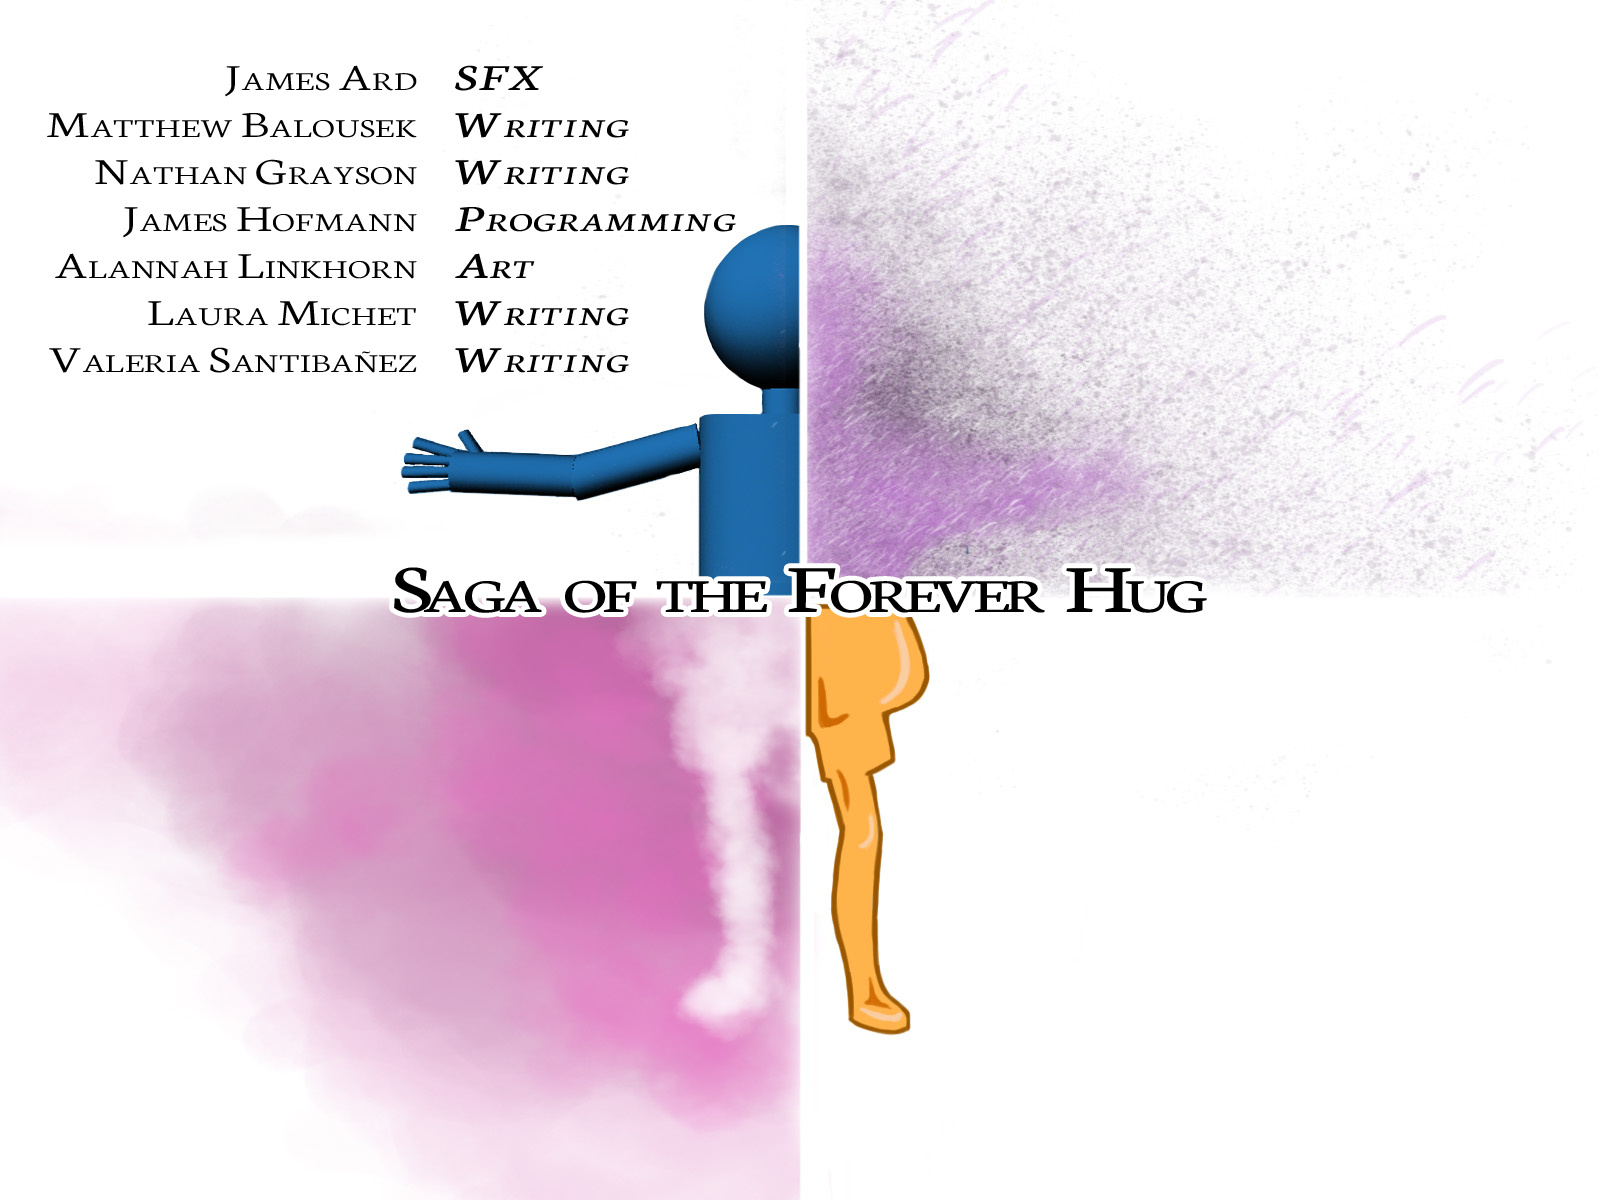 James Ard SFX
Matthew Balousek Writing
Nathan Grayson Writing
James Hofmann Programming
Alannah Linkhorn Art
Laura Michet Writing
Valeria Santibañez Writing
Saga of the Forever Hug